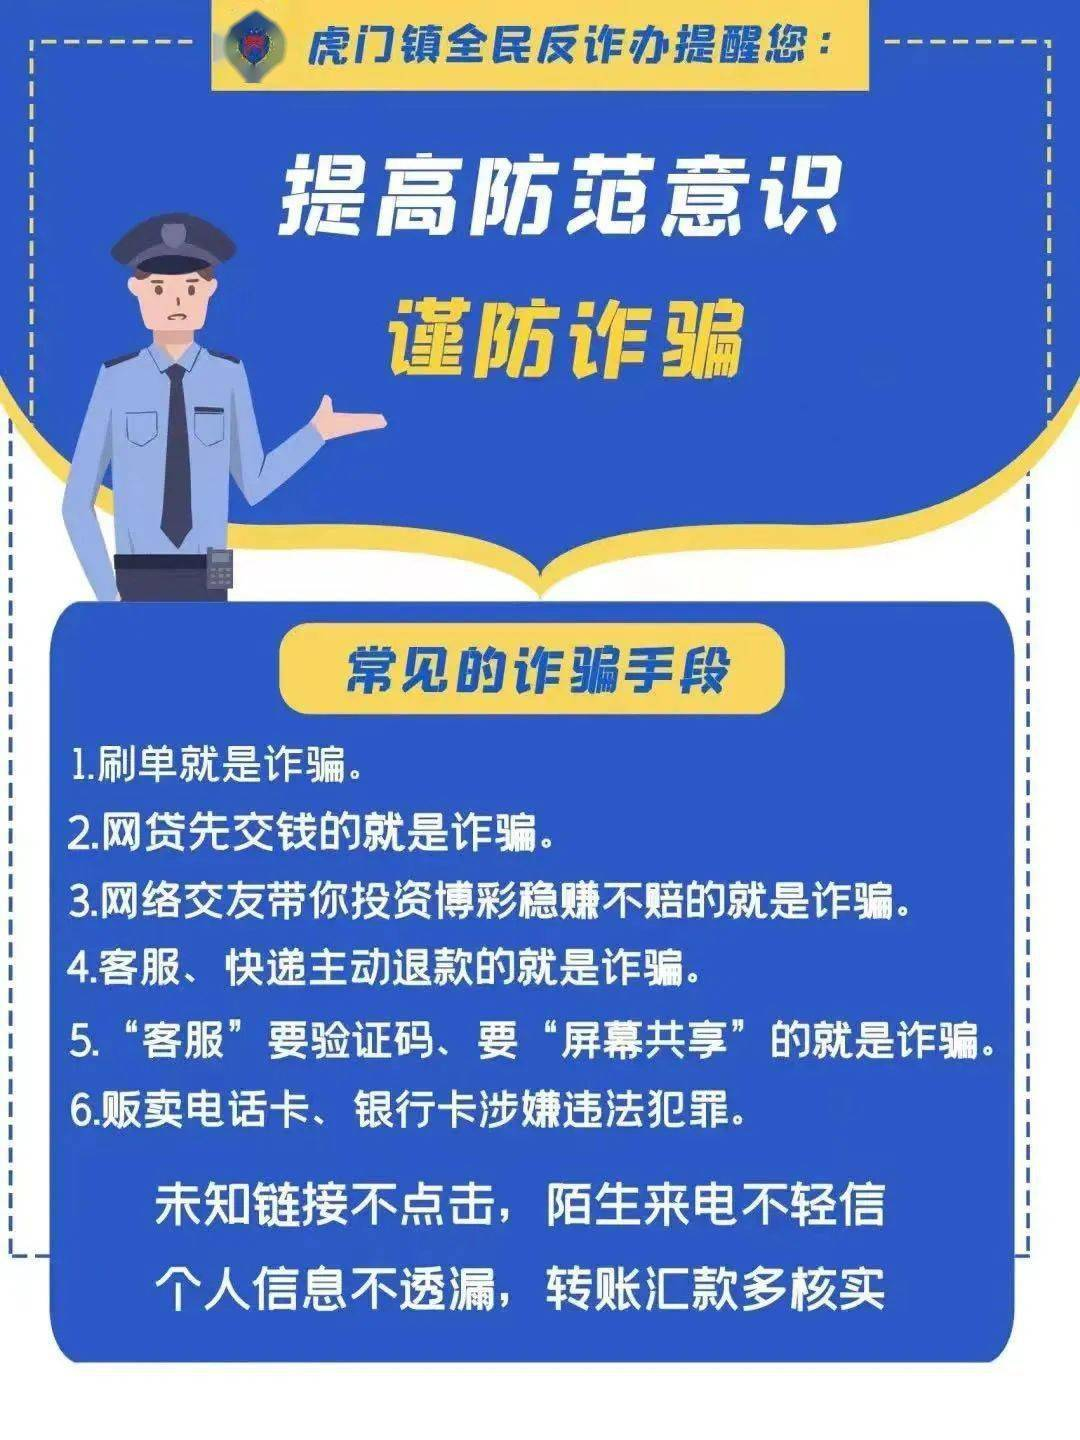 虎门镇全民反诈办提醒您：
提高防范意识
谨防诈骗
常见的诈骗手段
1.刷单就是诈骗。
2.网贷先交钱的就是诈骗。
3.网络交友带你投资博彩稳赚不赔的就是诈骗。
4.客服、快递主动退款的就是诈骗。
5.“客服”要验证码、要“屏幕共享”的就是诈骗。
6.贩卖电话卡、银行卡涉嫌违法犯罪。
未知链接不点击，陌生来电不轻信
个人信息不透漏，转账汇款多核实